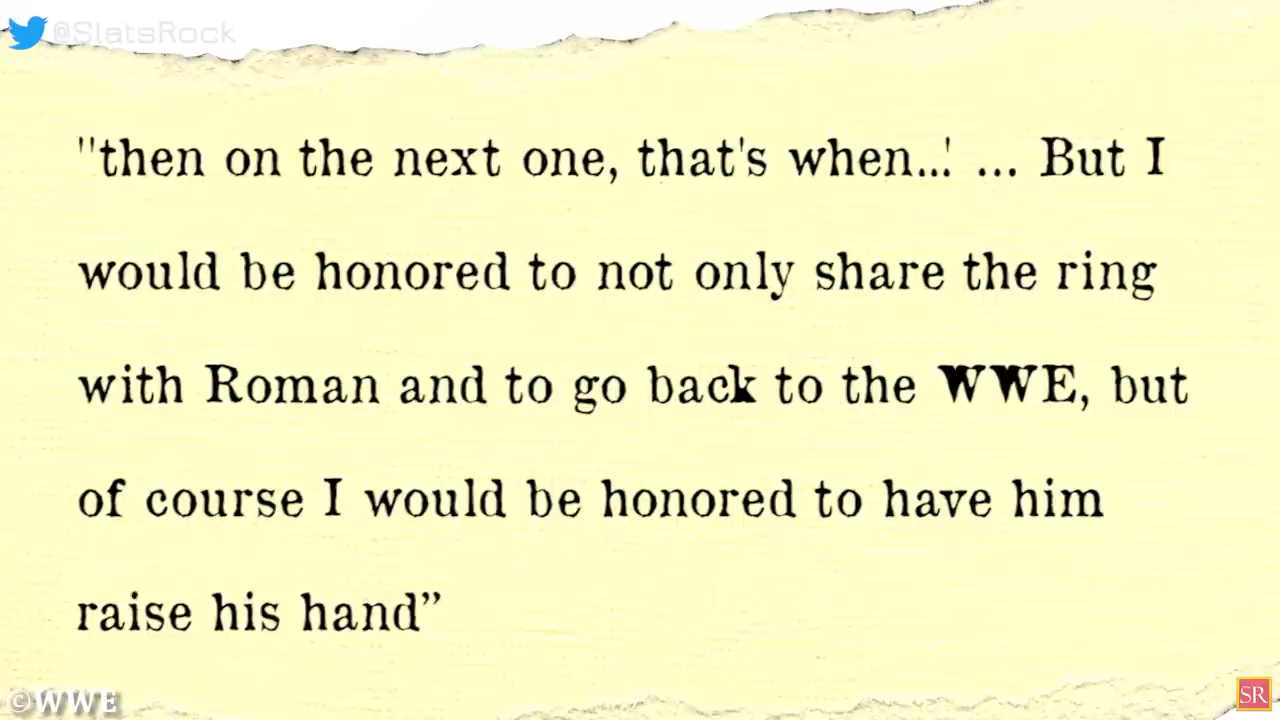 @SlatsRock
"then on the next one, that's when...' ... But I
would be honored to not only share the ring
with Roman and to go back to the WWE, but
of course I would be honored to have him
raise his hand”
©WWE
SR